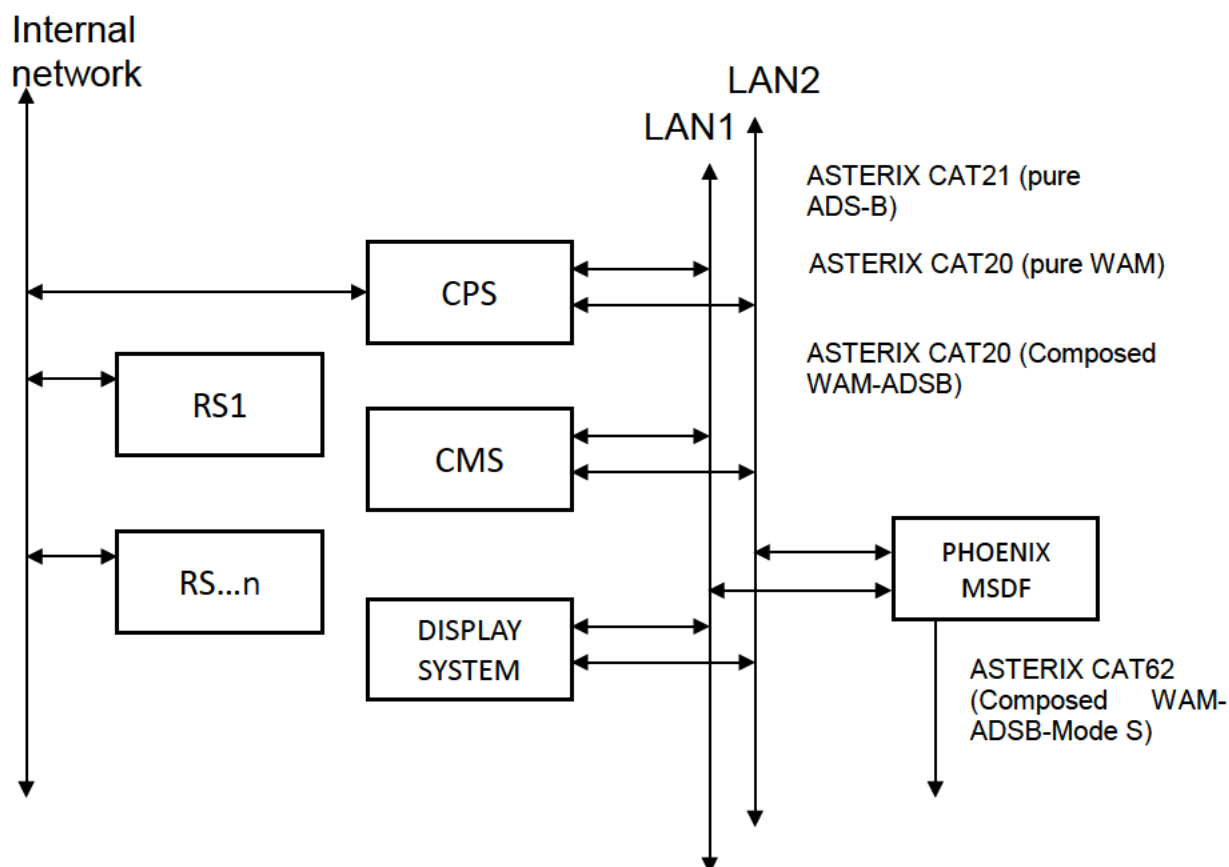 Internal
network
LAN2
LAN1
ASTERIX CAT21 (pure
ADS-B)
CPS
ASTERIX CAT20 (pure WAM)
ASTERIX CAT20 (Composed
WAM-ADSB)
RS1
CMS
RS...n
PHOENIX
MSDF
DISPLAY
SYSTEM
ASTERIX CAT62
(Composed WAM-
ADSB-Mode S)